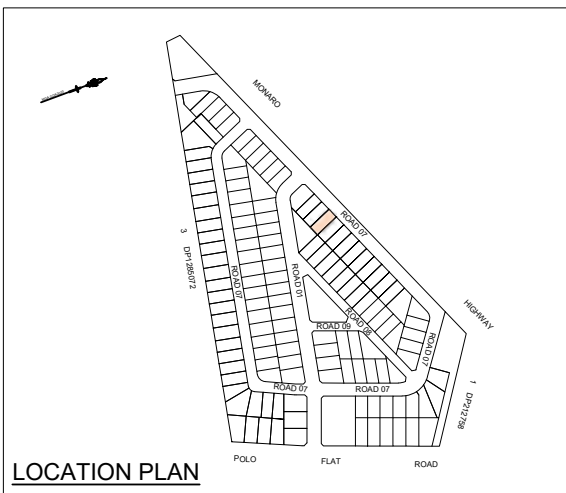 MONARO
ROAD 07
3 DP1285072
ROAD 07
ROAD 01
ROAD 08
ROAD 09
HIGHWAY
ROAD 07
ROAD 07
ROAD 07
1 DP212758
POLO FLAT ROAD
LOCATION PLAN